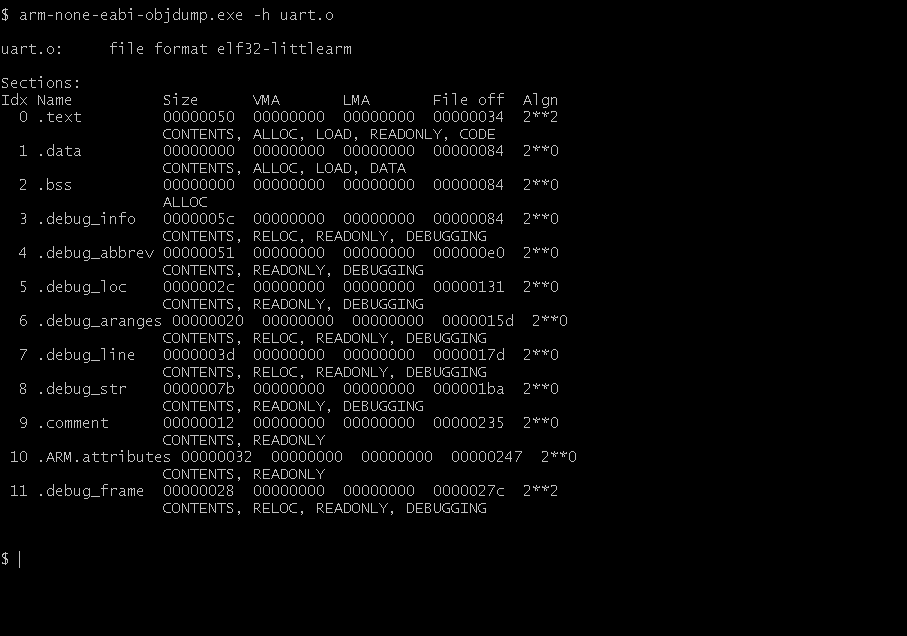 $ arm-none-eabi-objdump.exe -h uart.o
uart.o:     file format elf32-littlearm
Sections:
Idx Name          Size      VMA       LMA       File off  Algn
  0 .text         00000050  00000000  00000000  00000034  2**2
                  CONTENTS, ALLOC, LOAD, READONLY, CODE
  1 .data         00000000  00000000  00000000  00000084  2**0
                  CONTENTS, ALLOC, LOAD, DATA
  2 .bss          00000000  00000000  00000000  00000084  2**0
                  ALLOC
  3 .debug_info   0000005c  00000000  00000000  00000084  2**0
                  CONTENTS, RELOC, READONLY, DEBUGGING
  4 .debug_abbrev 00000051  00000000  00000000  000000e0  2**0
                  CONTENTS, READONLY, DEBUGGING
  5 .debug_loc    0000002c  00000000  00000000  00000131  2**0
                  CONTENTS, READONLY, DEBUGGING
  6 .debug_aranges 00000020  00000000  00000000  0000015d  2**0
                  CONTENTS, RELOC, READONLY, DEBUGGING
  7 .debug_line   0000003d  00000000  00000000  0000017d  2**0
                  CONTENTS, RELOC, READONLY, DEBUGGING
  8 .debug_str    0000007b  00000000  00000000  000001ba  2**0
                  CONTENTS, READONLY, DEBUGGING
  9 .comment      00000012  00000000  00000000  00000235  2**0
                  CONTENTS, READONLY
 10 .ARM.attributes 00000032  00000000  00000000  00000247  2**0
                  CONTENTS, READONLY
 11 .debug_frame  00000028  00000000  00000000  0000027c  2**2
                  CONTENTS, RELOC, READONLY, DEBUGGING
$